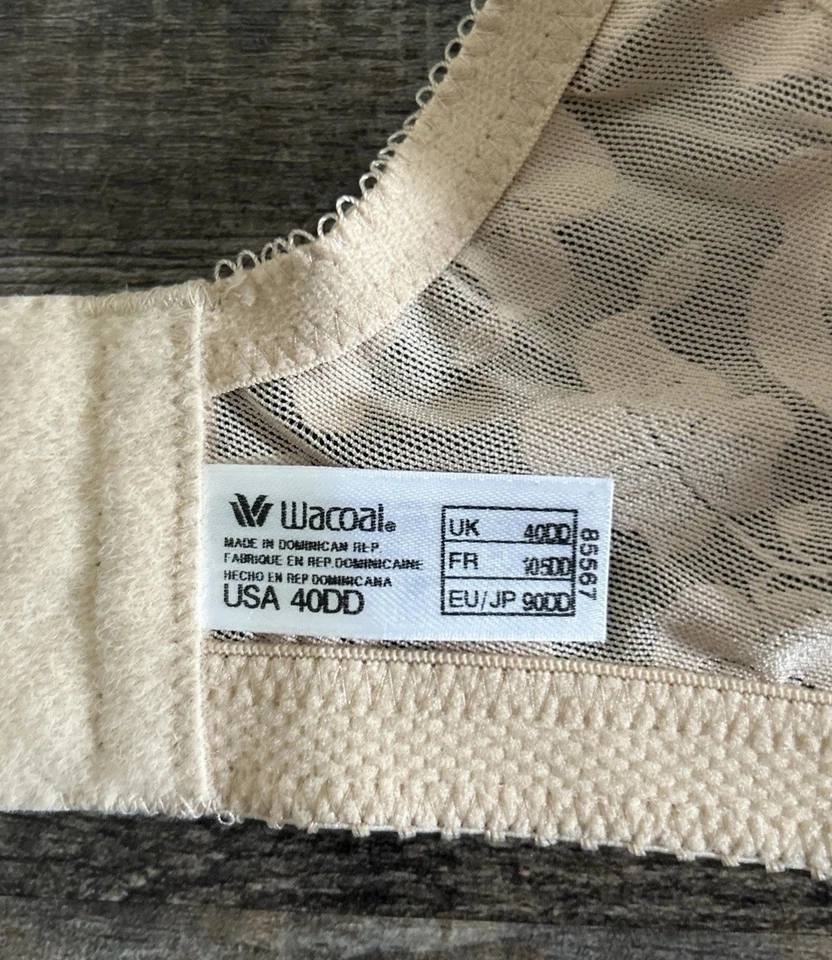 Wacoal®
MADE IN DOMINICAN REP.
FABRIQUE EN REP.DOMINICAINE
HECHO EN REP DOMINICANA
USA 40DD
UK 40DD
FR 105DD
EU/JP 90DD
85567